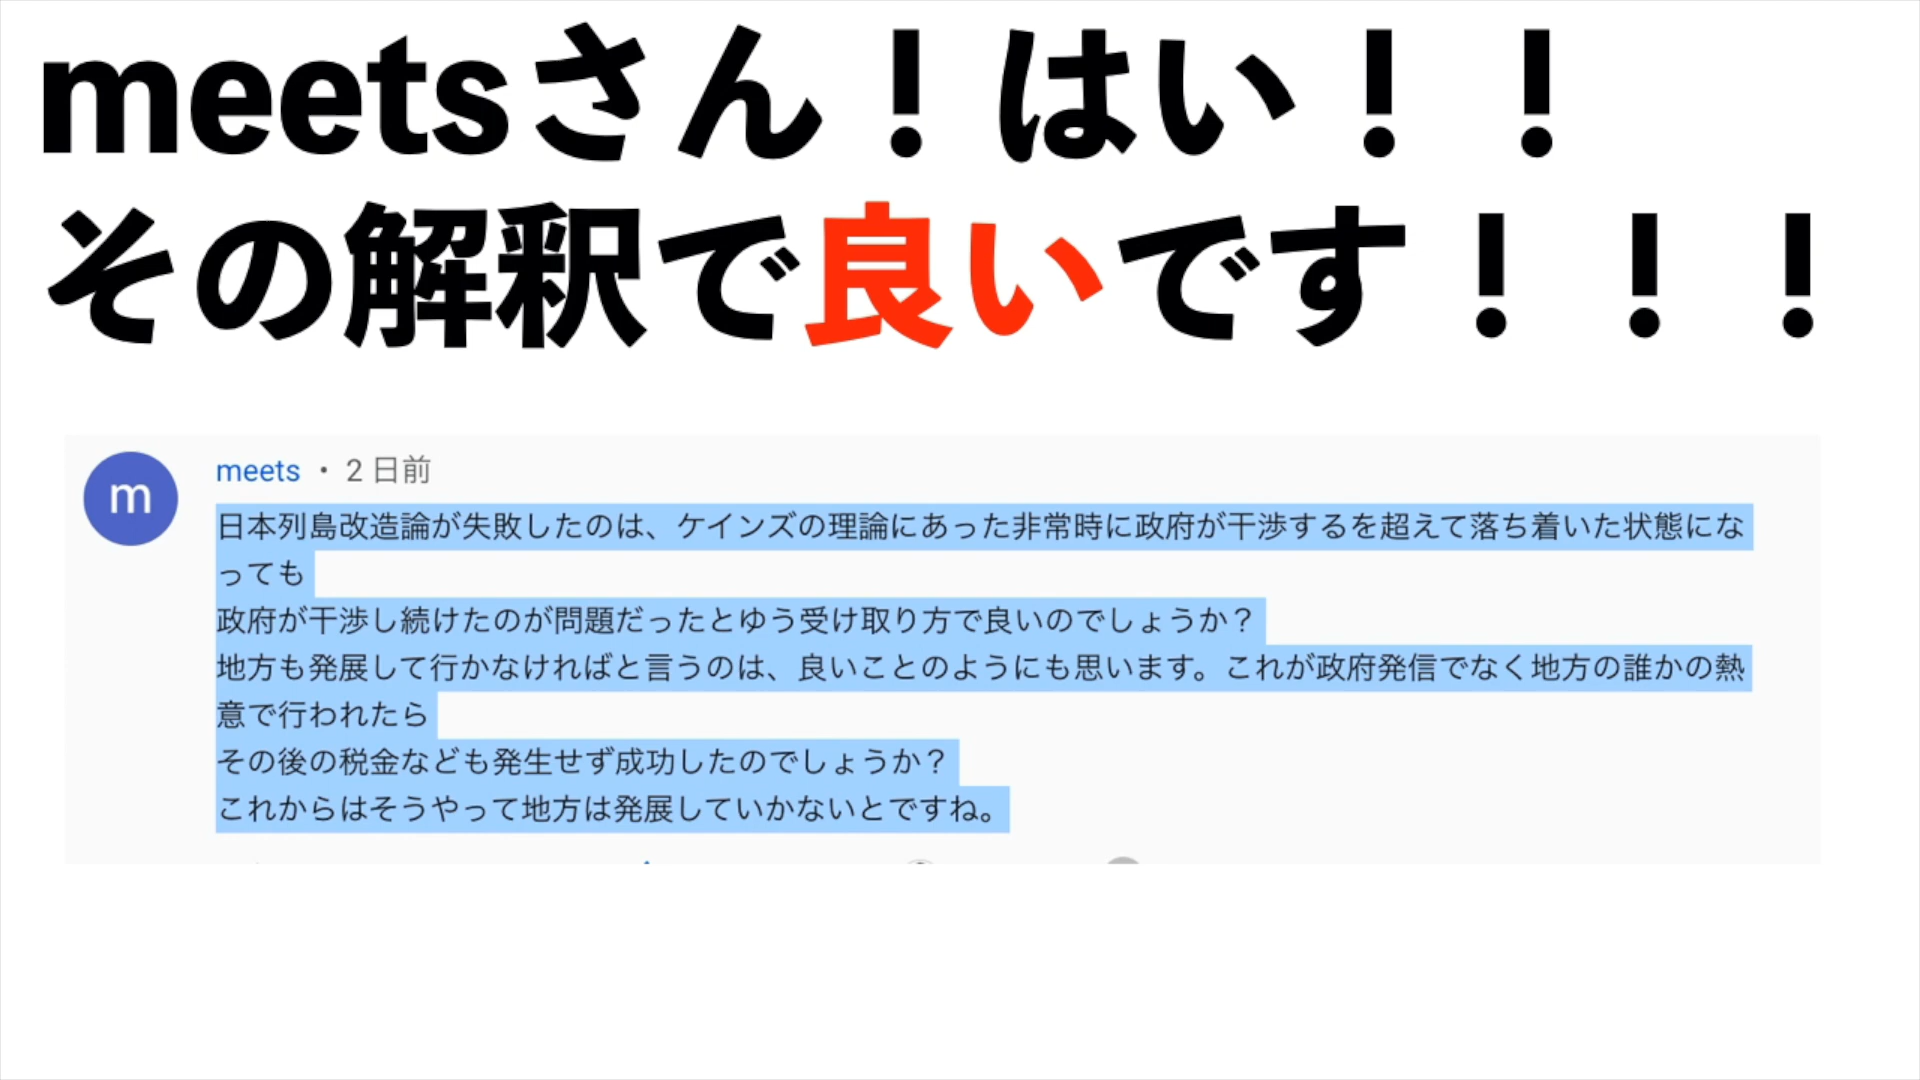 meetsさん！はい！！
その解釈で良いです！！！
m
meets ・ 2 日前
日本列島改造論が失敗したのは、ケインズの理論にあった非常時に政府が干渉するを超えて落ち着いた状態にな
っても
政府が干渉し続けたのが問題だったとゆう受け取り方で良いのでしょうか？
地方も発展して行かなければと言うのは、良いことのようにも思います。これが政府発信でなく地方の誰かの熱
意で行われたら
その後の税金なども発生せず成功したのでしょうか？
これからはそうやって地方は発展していかないとですね。